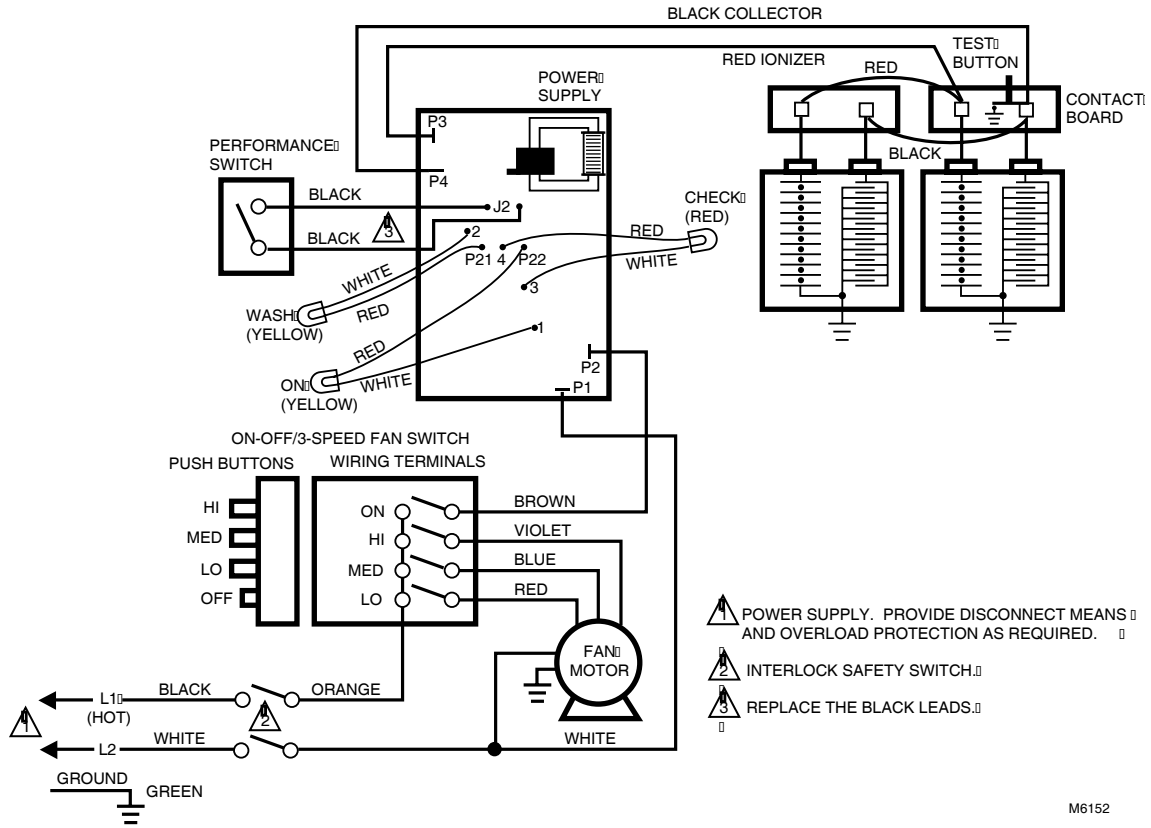 BLACK COLLECTOR
RED IONIZER
TEST
BUTTON
RED
POWER
SUPPLY
CONTACT
BOARD
P3
PERFORMANCE
SWITCH
BLACK
P4
BLACK
J2
CHECK
(RED)
BLACK
3
2
RED
P21
4
P22
WHITE
WHITE
3
WASH
(YELLOW)
RED
1
RED
P2
ON
(YELLOW)
WHITE
P1
ON-OFF/3-SPEED FAN SWITCH
PUSH BUTTONS
WIRING TERMINALS
HI
ON
BROWN
MED
HI
VIOLET
LO
MED
BLUE
OFF
LO
RED
1 POWER SUPPLY. PROVIDE DISCONNECT MEANS
AND OVERLOAD PROTECTION AS REQUIRED.
FAN
MOTOR
2 INTERLOCK SAFETY SWITCH.
3 REPLACE THE BLACK LEADS.
L1
(HOT)
BLACK
ORANGE
1
2
L2
WHITE
WHITE
GROUND
GREEN
M6152